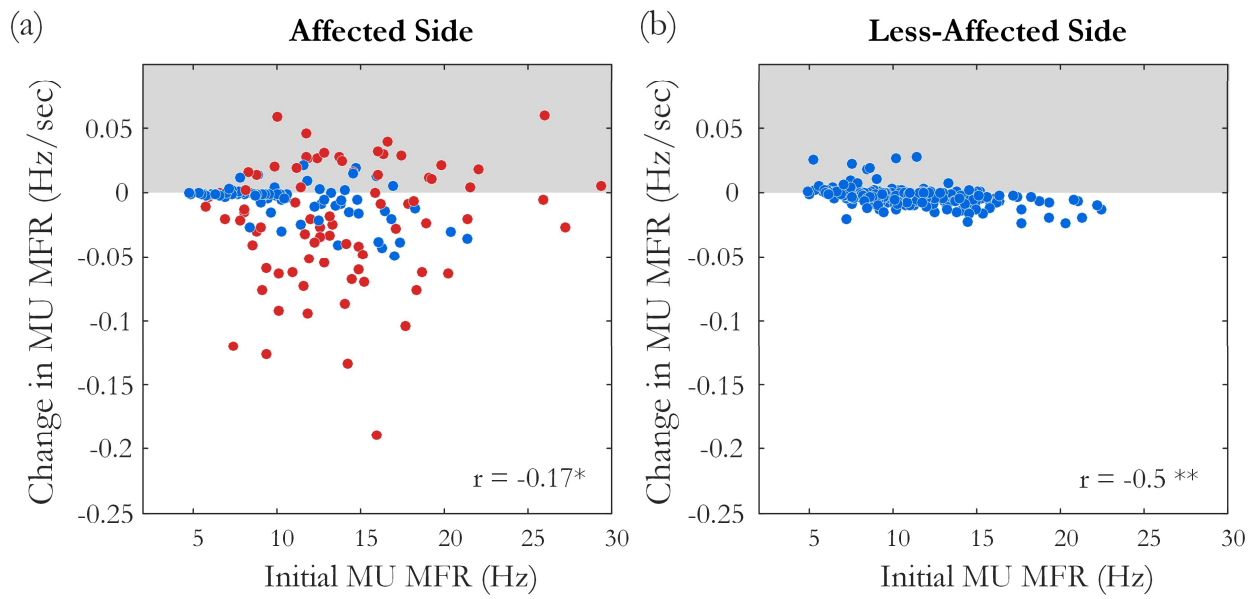 (a)
Affected Side
Change in MU MFR (Hz/sec)
0.05
0
-0.05
-0.1
-0.15
-0.2
-0.25
r = -0.17*
5 10 15 20 25 30
Initial MU MFR (Hz)
(b)
Less-Affected Side
Change in MU MFR (Hz/sec)
0.05
0
-0.05
-0.1
-0.15
-0.2
-0.25
r = -0.5 **
5 10 15 20 25 30
Initial MU MFR (Hz)